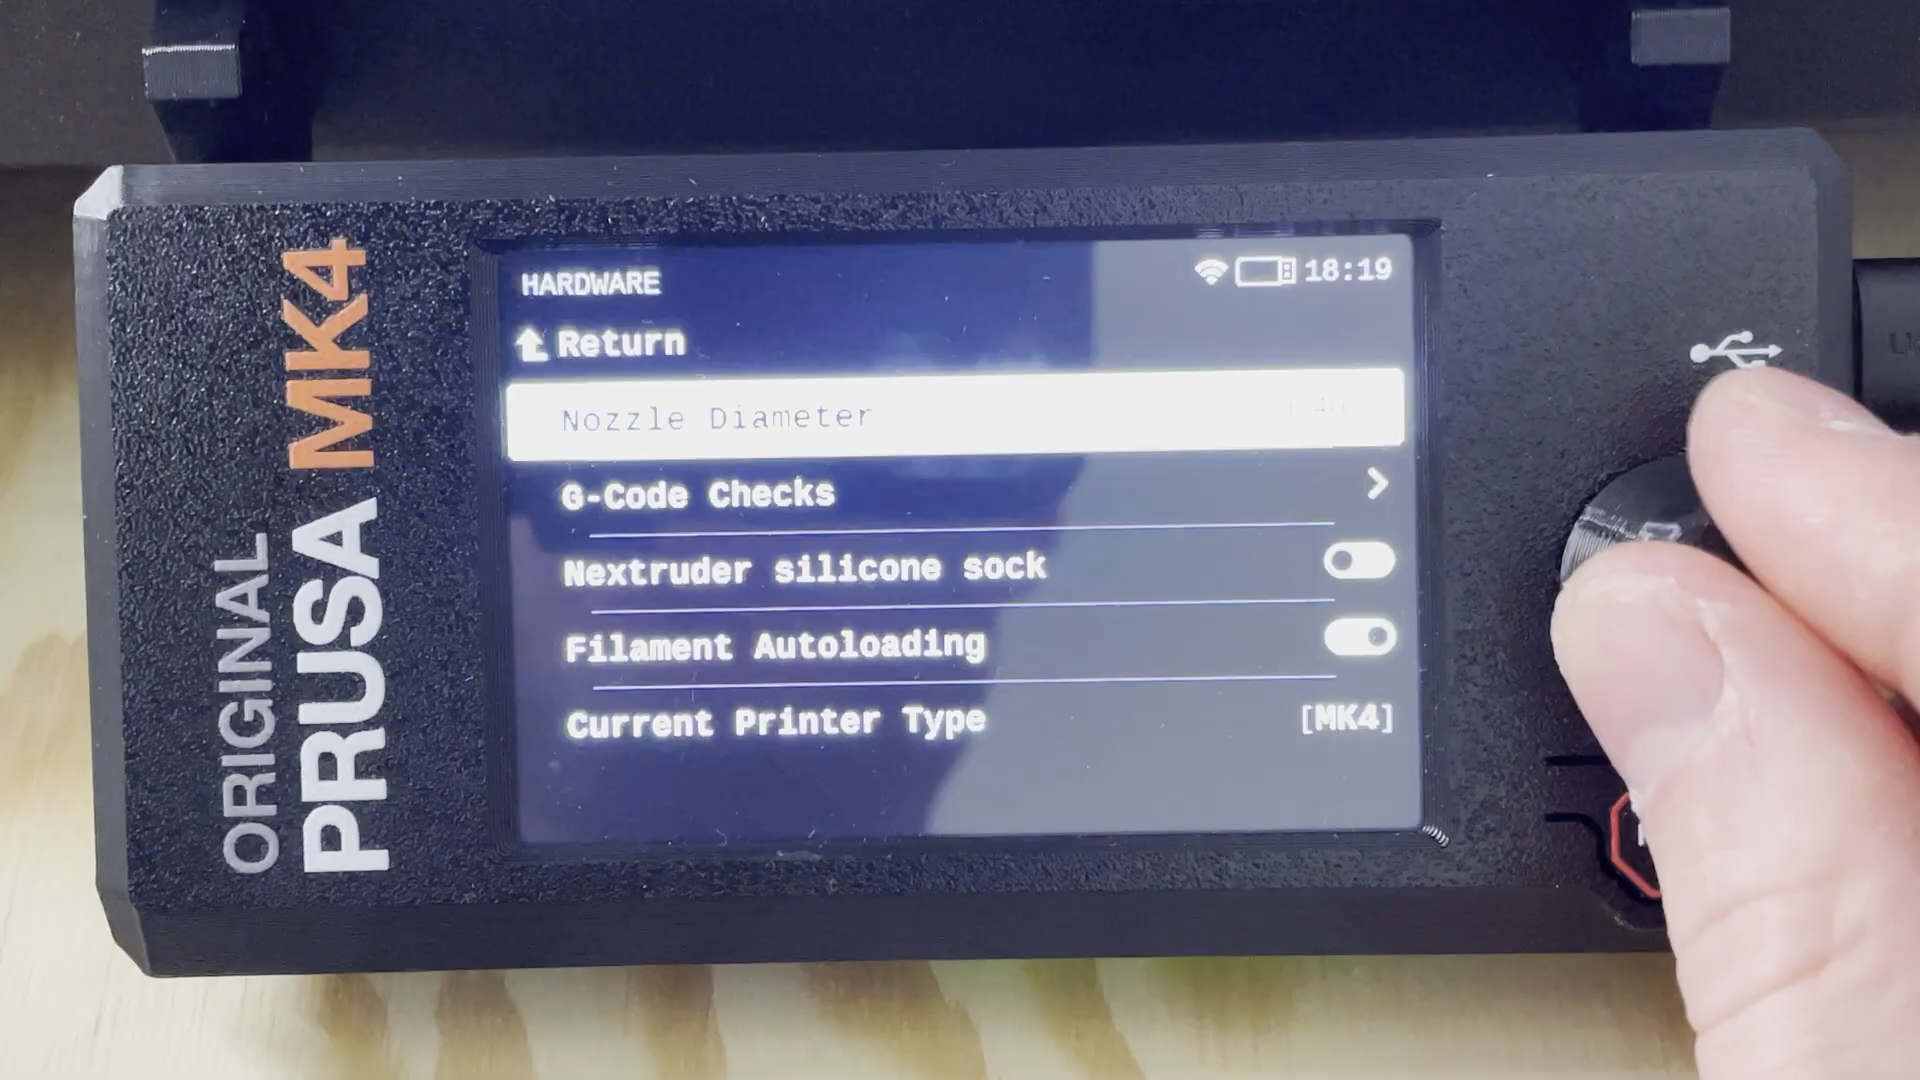 ORIGINAL
PRUSA MK4
HARDWARE
18:19
Return
Nozzle Diameter
G-Code Checks
Nextruder silicone sock
Filament Autoloading
Current Printer Type [MK4]